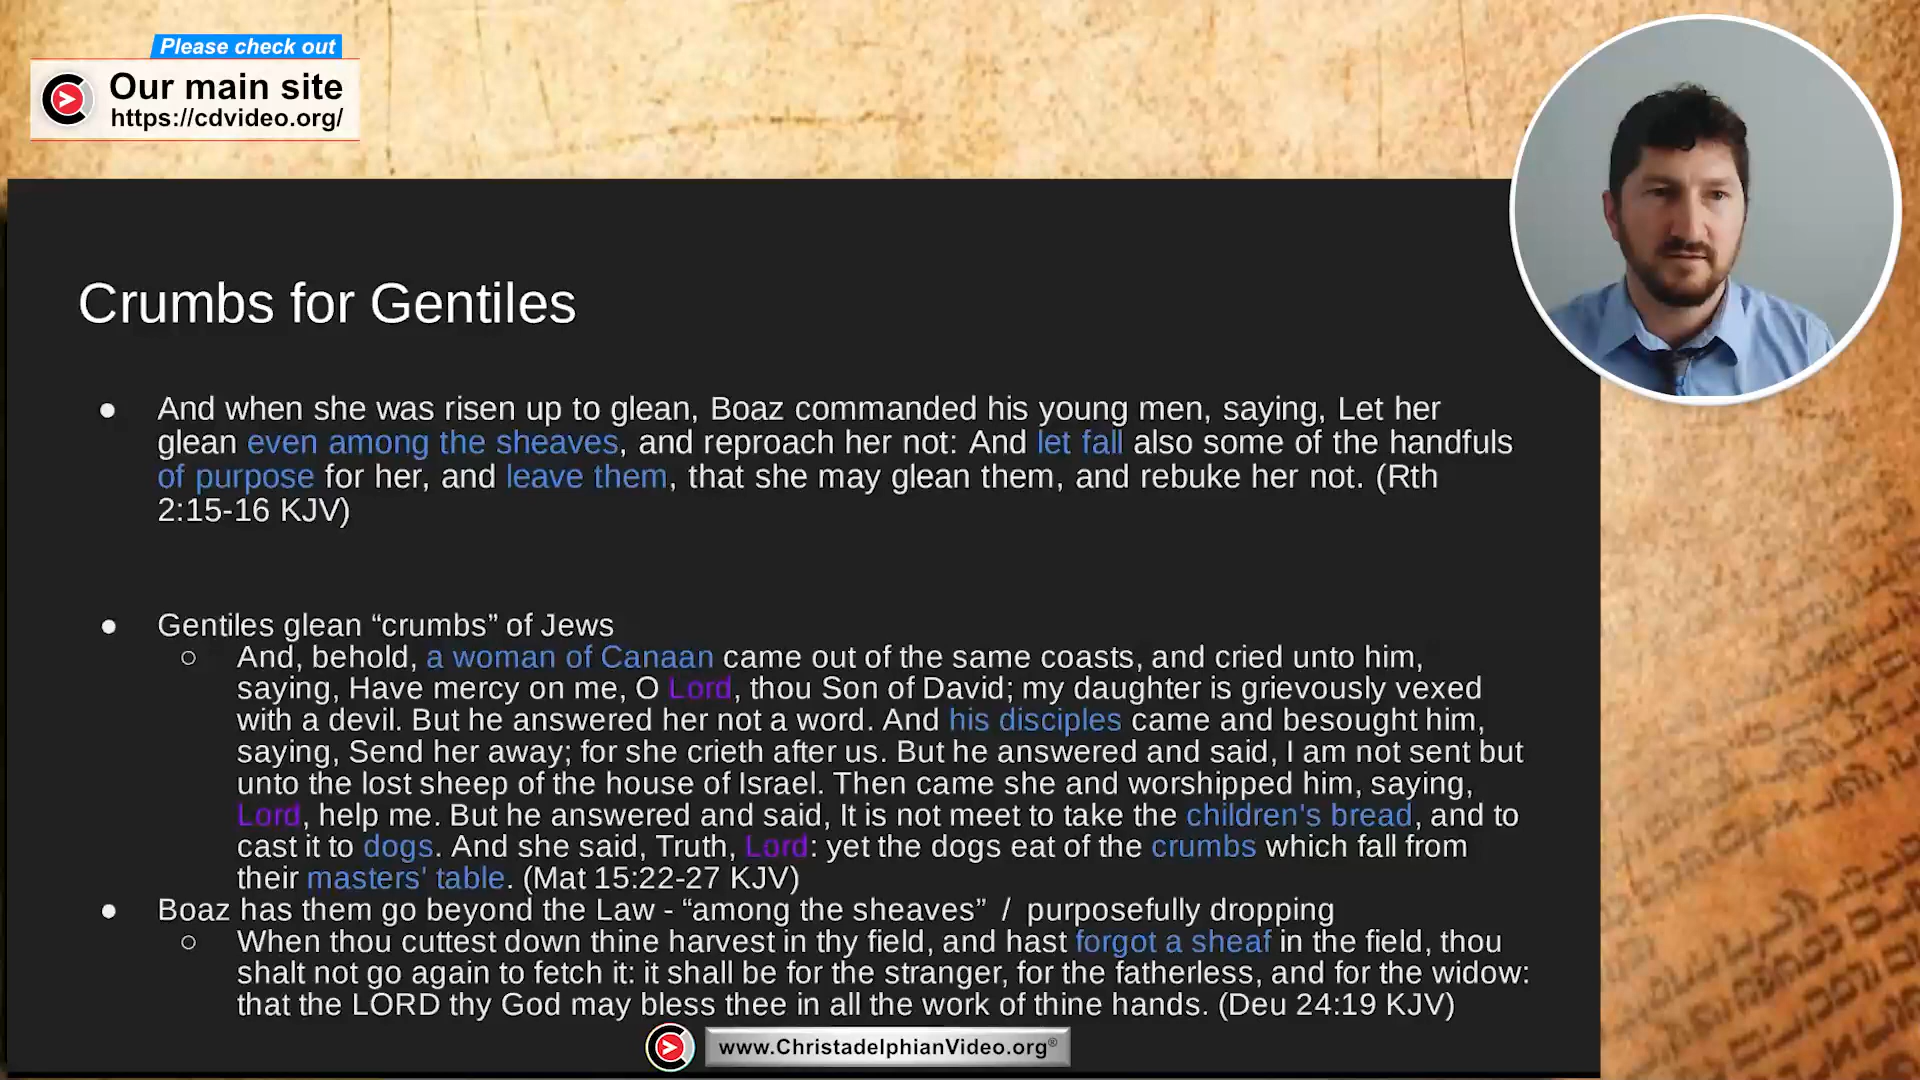 Please check out
Our main site
https://cdvideo.org/
Crumbs for Gentiles
● And when she was risen up to glean, Boaz commanded his young men, saying, Let her
glean even among the sheaves, and reproach her not: And let fall also some of the handfuls
of purpose for her, and leave them, that she may glean them, and rebuke her not. (Rth
2:15-16 KJV)
● Gentiles glean “crumbs” of Jews
○ And, behold, a woman of Canaan came out of the same coasts, and cried unto him,
saying, Have mercy on me, O Lord, thou Son of David; my daughter is grievously vexed
with a devil. But he answered her not a word. And his disciples came and besought him,
saying, Send her away; for she crieth after us. But he answered and said, I am not sent but
unto the lost sheep of the house of Israel. Then came she and worshipped him, saying,
Lord, help me. But he answered and said, It is not meet to take the children's bread, and to
cast it to dogs. And she said, Truth, Lord: yet the dogs eat of the crumbs which fall from
their masters' table. (Mat 15:22-27 KJV)
● Boaz has them go beyond the Law - “among the sheaves” / purposefully dropping
○ When thou cuttest down thine harvest in thy field, and hast forgot a sheaf in the field, thou
shalt not go again to fetch it: it shall be for the stranger, for the fatherless, and for the widow:
that the LORD thy God may bless thee in all the work of thine hands. (Deu 24:19 KJV)
www.ChristadelphianVideo.org®